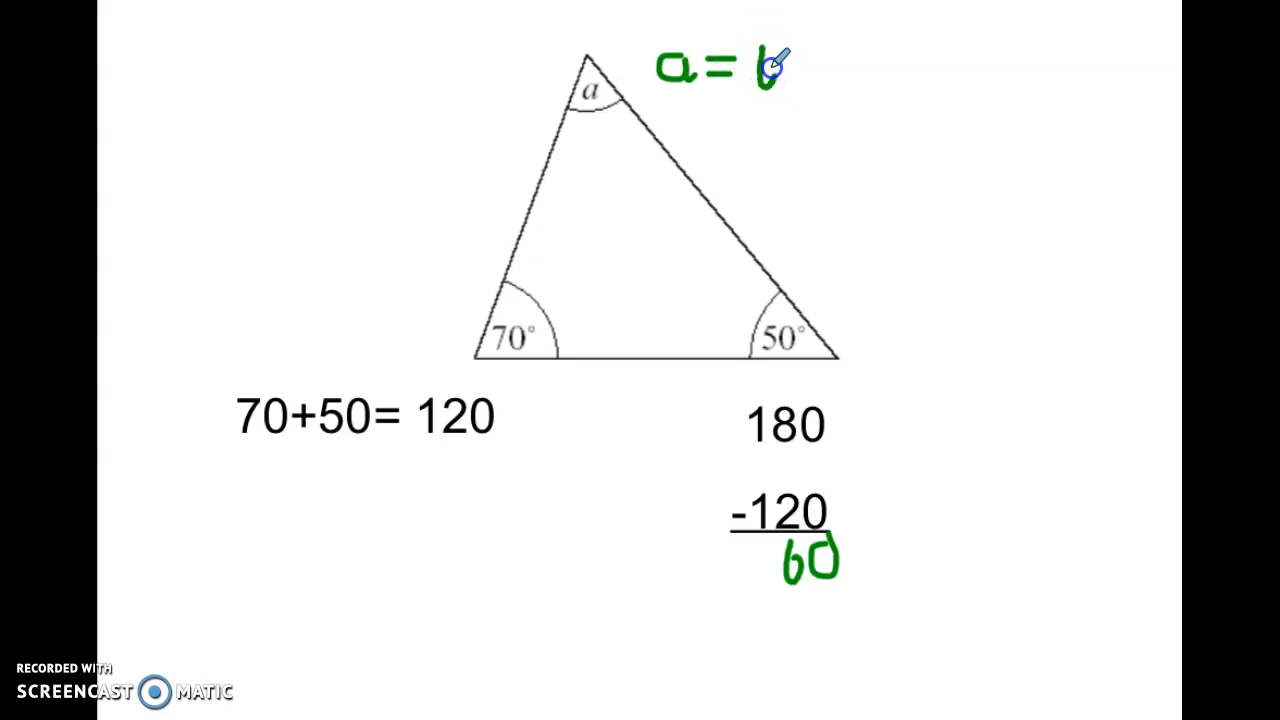 a = 6
a
70°
50°
70+50= 120
180
-120
60
RECORDED WITH
SCREENCAST MATIC